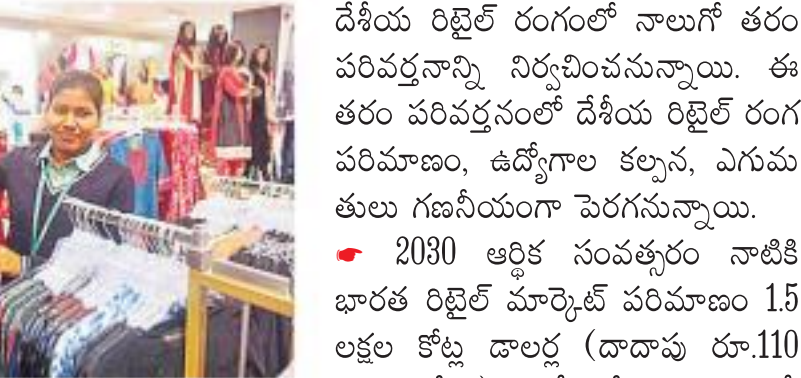 దేశీయ రిటైల్ రంగంలో నాలుగో తరం
పరివర్తనాన్ని నిర్వచించనున్నాయి. ఈ
తరం పరివర్తనంలో దేశీయ రిటైల్ రంగ
పరిమాణం, ఉద్యోగాల కల్పన, ఎగుమ
తులు గణనీయంగా పెరగనున్నాయి.
☛ 2030 ఆర్థిక సంవత్సరం నాటికి
భారత రిటైల్ మార్కెట్ పరిమాణం 1.5
లక్షల కోట్ల డాలర్ల (దాదాపు రూ.110